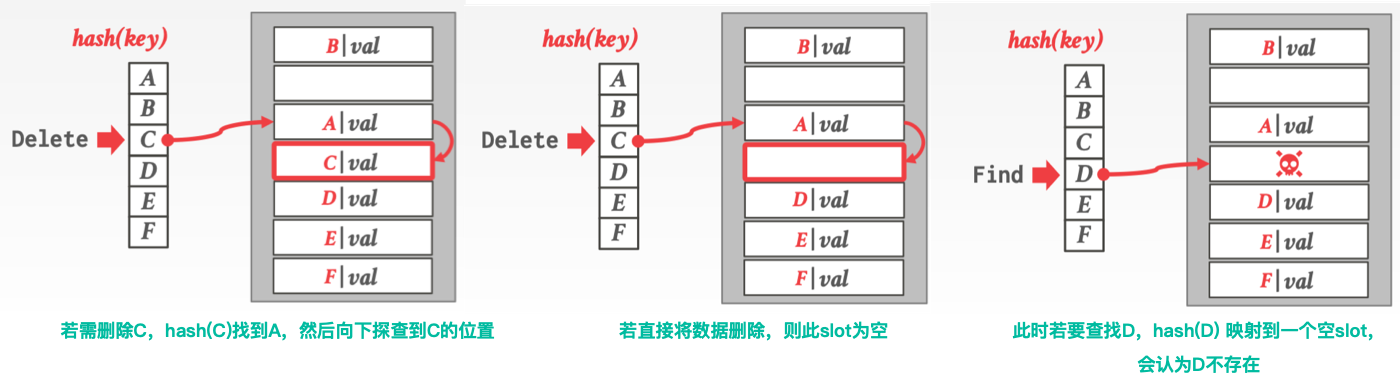 hash(key)
A
B
Delete
C
D
E
F
B|val
A|val
C|val
D|val
E|val
F|val
若需删除C，hash(C)找到A，然后向下探查到C的位置
hash(key)
A
B
Delete
C
D
E
F
B|val
A|val
D|val
E|val
F|val
若直接将数据删除，则此slot为空
hash(key)
A
B
C
Find
D
E
F
B|val
A|val
D|val
E|val
F|val
此时若要查找D，hash(D) 映射到一个空slot，
会认为D不存在